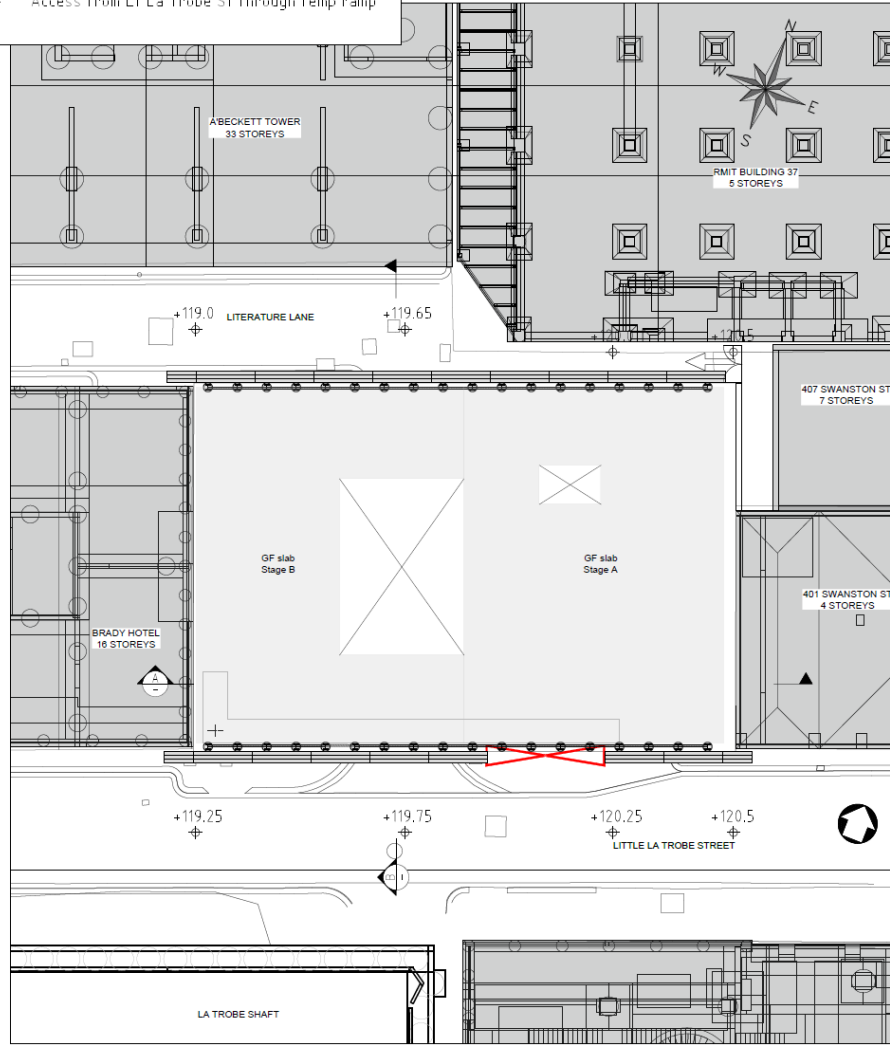 Access from Lt La Trobe St through Temp ramp
N
W
E
S
A'BECKETT TOWER
33 STOREYS
RMIT BUILDING 37
5 STOREYS
+119.0
LITERATURE LANE
+119.65
407 SWANSTON ST
7 STOREYS
GF slab
Stage B
GF slab
Stage A
401 SWANSTON ST
4 STOREYS
BRADY HOTEL
16 STOREYS
A
+119.25
+119.75
+120.25
+120.5
LITTLE LA TROBE STREET
B
LA TROBE SHAFT